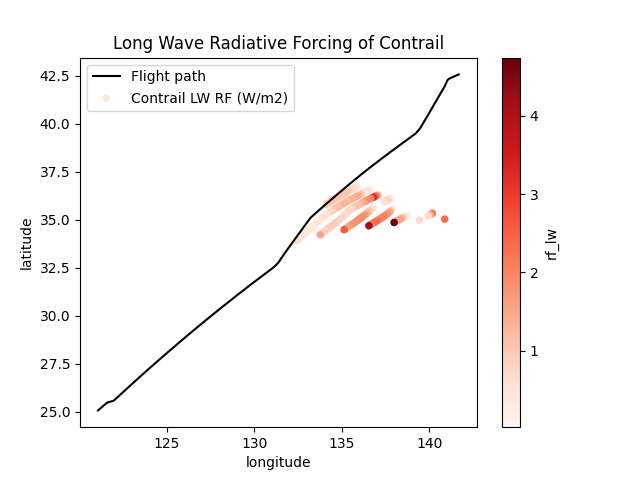 Long Wave Radiative Forcing of Contrail
Flight path
Contrail LW RF (W/m2)
42.5
40.0
37.5
35.0
32.5
30.0
27.5
25.0
latitude
125
130
135
140
longitude
4
3
2
1
rf_lw